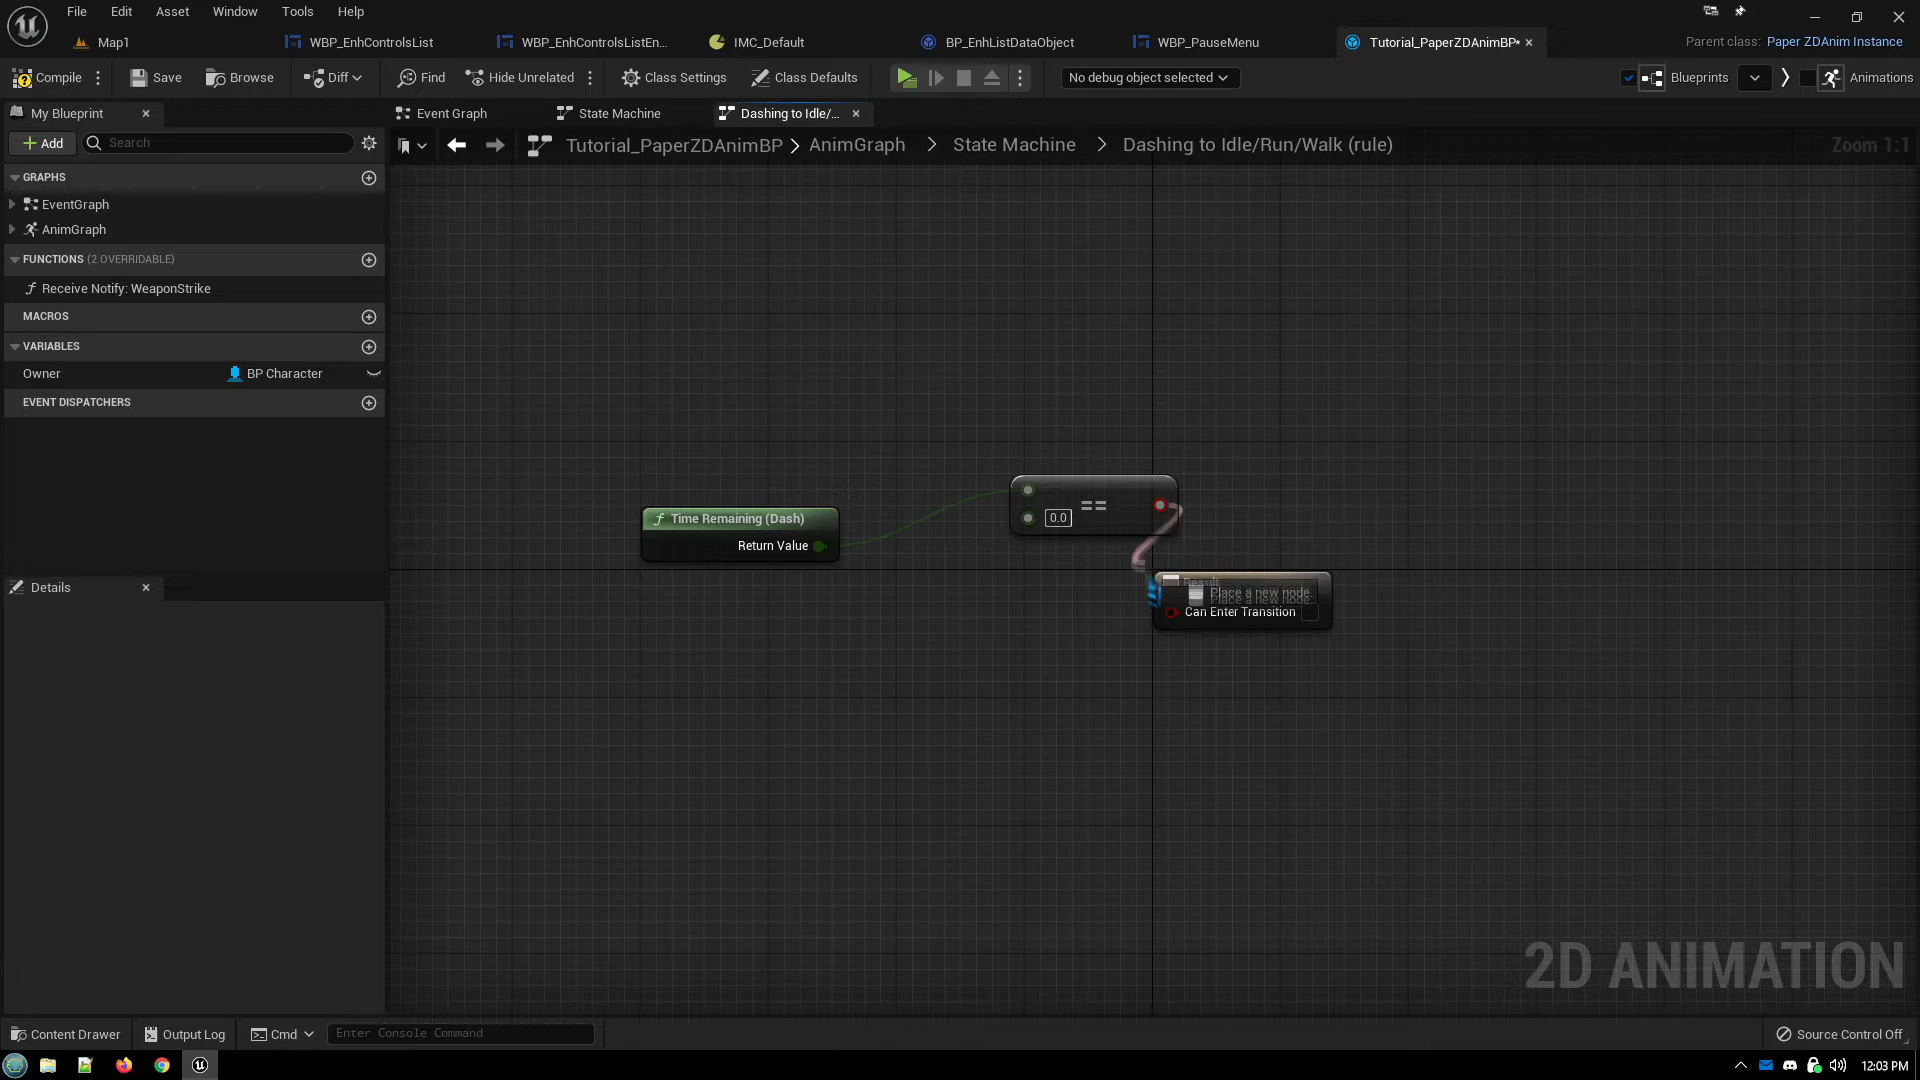 File Edit Asset Window Tools Help
Map1 WBP_EnhControlsList WBP_EnhControlsListEn... IMC_Default BP_EnhListDataObject WBP_PauseMenu Tutorial_PaperZDAnimBP* Parent class: Paper ZDAnim Instance
Compile Save Browse Diff Find Hide Unrelated Class Settings Class Defaults No debug object selected Blueprints Animations
My Blueprint Event Graph State Machine Dashing to Idle/...
Add Search Tutorial_PaperZDAnimBP AnimGraph State Machine Dashing to Idle/Run/Walk (rule) Zoom 1:1
GRAPHS
EventGraph
AnimGraph
FUNCTIONS (2 OVERRIDABLE)
Receive Notify: WeaponStrike
MACROS
VARIABLES
Owner BP Character
EVENT DISPATCHERS
Time Remaining (Dash)
Return Value
==
0.0
Result
Place a new node.
Place a new node.
Can Enter Transition
Details
2D ANIMATION
Content Drawer Output Log Cmd Enter Console Command Source Control Off
12:03 PM